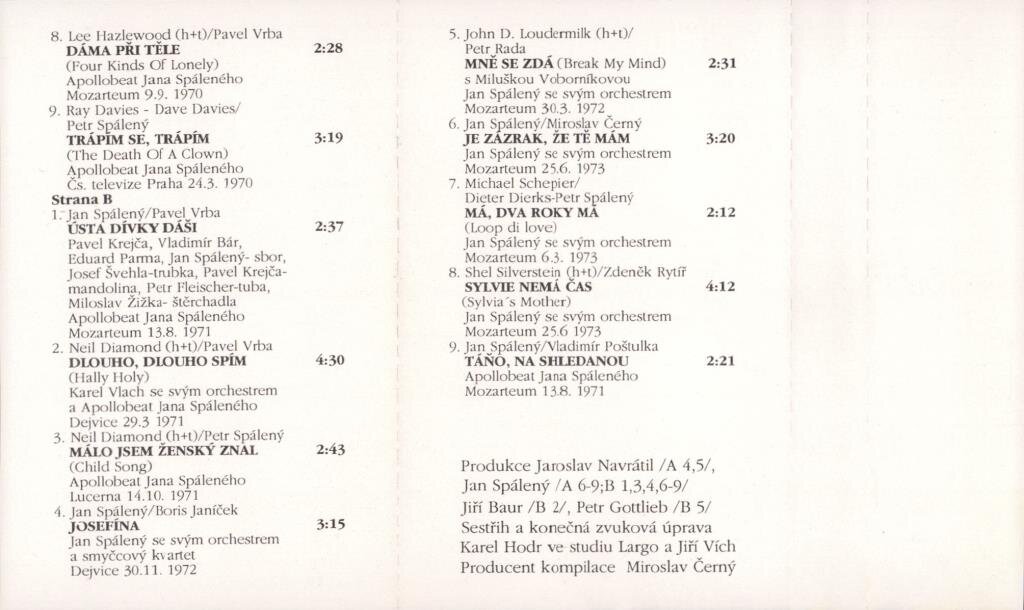 8. Lee Hazlewood (h+t)/Pavel Vrba
DÁMA PŘI TĚLE 2:28
(Four Kinds Of Lonely)
Apollobeat Jana Spáleného
Mozarteum 9.9. 1970
9. Ray Davies - Dave Davies/
Petr Spálený
TRÁPÍM SE, TRÁPÍM 3:19
(The Death Of A Clown)
Apollobeat Jana Spáleného
Čs. televize Praha 24.3. 1970
Strana B
1. Jan Spálený/Pavel Vrba
ÚSTA DÍVKY DÁŠI 2:37
Pavel Krejča, Vladimír Bár,
Eduard Parma, Jan Spálený- sbor,
Josef Švehla-trubka, Pavel Krejča-
mandolina, Petr Fleischer-tuba,
Miloslav Žižka- štěrchadla
Apollobeat Jana Spáleného
Mozarteum 13.8. 1971
2. Neil Diamond (h+t)/Pavel Vrba
DLOUHO, DLOUHO SPÍM 4:30
(Hally Holy)
Karel Vlach se svým orchestrem
a Apollobeat Jana Spáleného
Dejvice 29.3 1971
3. Neil Diamond (h+t)/Petr Spálený
MÁLO JSEM ŽENSKÝ ZNAL 2:43
(Child Song)
Apollobeat Jana Spáleného
Lucerna 14.10. 1971
4. Jan Spálený/Boris Janíček
JOSEFÍNA 3:15
Jan Spálený se svým orchestrem
a smyčcový kvartet
Dejvice 30.11. 1972
5. John D. Loudermilk (h+t)/
Petr Rada
MNĚ SE ZDÁ (Break My Mind) 2:31
s Miluškou Voborníkovou
Jan Spálený se svým orchestrem
Mozarteum 30.3. 1972
6. Jan Spálený/Miroslav Černý
JE ZÁZRAK, ŽE TĚ MÁM 3:20
Jan Spálený se svým orchestrem
Mozarteum 25.6. 1973
7. Michael Schepier/
Dieter Dierks-Petr Spálený
MÁ, DVA ROKY MÁ 2:12
(Loop di love)
Jan Spálený se svým orchestrem
Mozarteum 6.3. 1973
8. Shel Silverstein (h+t)/Zdeněk Rytíř
SYLVIE NEMÁ ČAS 4:12
(Sylvia´s Mother)
Jan Spálený se svým orchestrem
Mozarteum 25.6 1973
9. Jan Spálený/Vladimír Poštulka
TÁŇO, NA SHLEDANOU 2:21
Apollobeat Jana Spáleného
Mozarteum 13.8. 1971
Produkce Jaroslav Navrátil /A 4,5/,
Jan Spálený /A 6-9;B 1,3,4,6-9/
Jiří Baur /B 2/, Petr Gottlieb /B 5/
Sestřih a konečná zvuková úprava
Karel Hodr ve studiu Largo a Jiří Vích
Producent kompilace Miroslav Černý